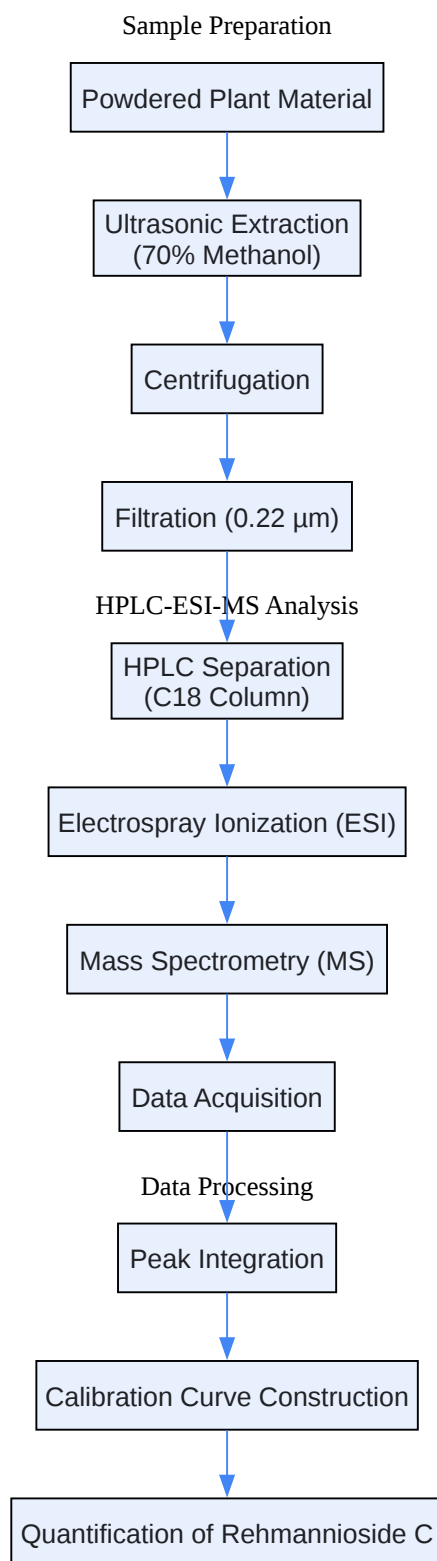 Sample Preparation
Powdered Plant Material
Ultrasonic Extraction
(70% Methanol)
Centrifugation
Filtration (0.22 µm)
HPLC-ESI-MS Analysis
HPLC Separation
(C18 Column)
Electrospray Ionization (ESI)
Mass Spectrometry (MS)
Data Acquisition
Data Processing
Peak Integration
Calibration Curve Construction
Quantification of Rehmannioside C